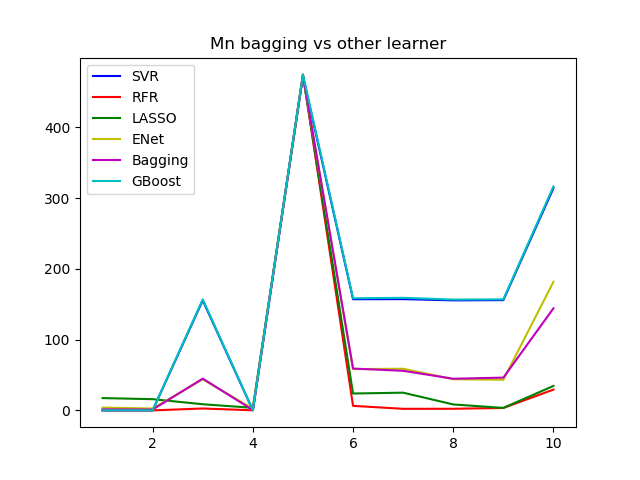 Mn bagging vs other learner
SVR
RFR
LASSO
ENet
Bagging
GBoost
400
300
200
100
0
2 4 6 8 10